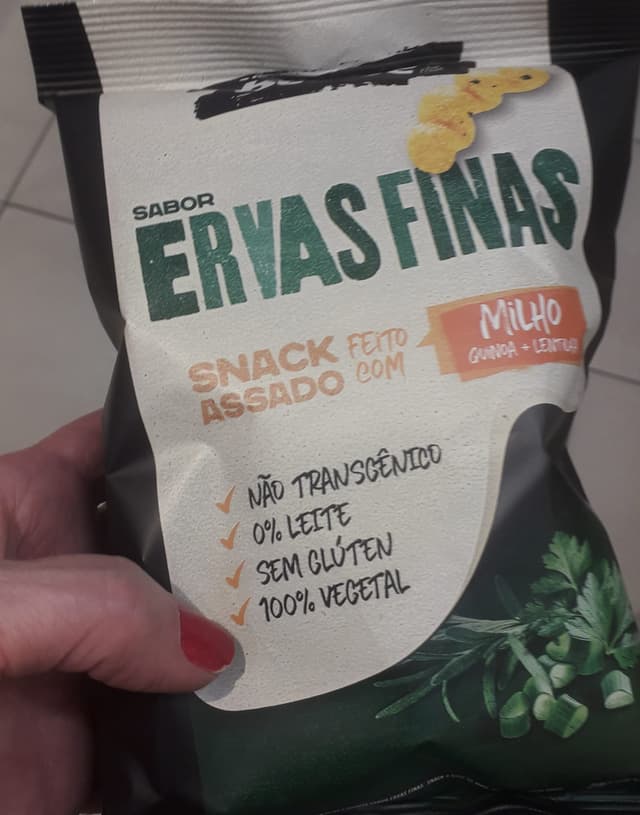 SABOR
ERVAS FINAS
SNACK
ASSADO
FEITO
COM
MILHO
QUINOA + LENTILHA
NÃO TRANSGÊNICO
0% LEITE
SEM GLÚTEN
100% VEGETAL